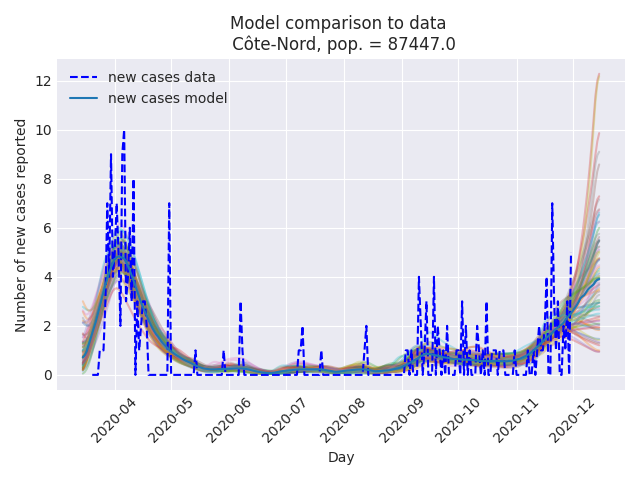 Model comparison to data
Côte-Nord, pop. = 87447.0
new cases data
new cases model
Number of new cases reported
12
10
8
6
4
2
0
2020-04
2020-05
2020-06
2020-07
2020-08
2020-09
2020-10
2020-11
2020-12
Day